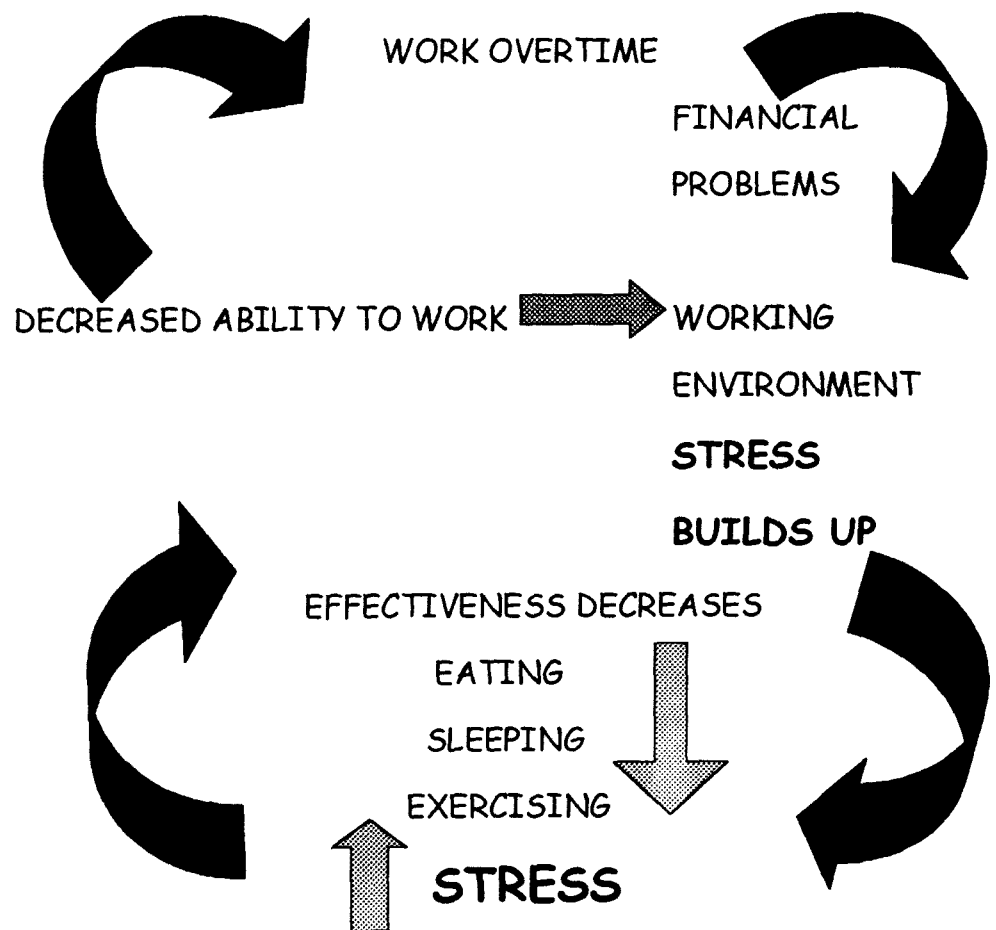 WORK OVERTIME
FINANCIAL
PROBLEMS
DECREASED ABILITY TO WORK
WORKING
ENVIRONMENT
STRESS
BUILDS UP
EFFECTIVENESS DECREASES
EATING
SLEEPING
EXERCISING
STRESS